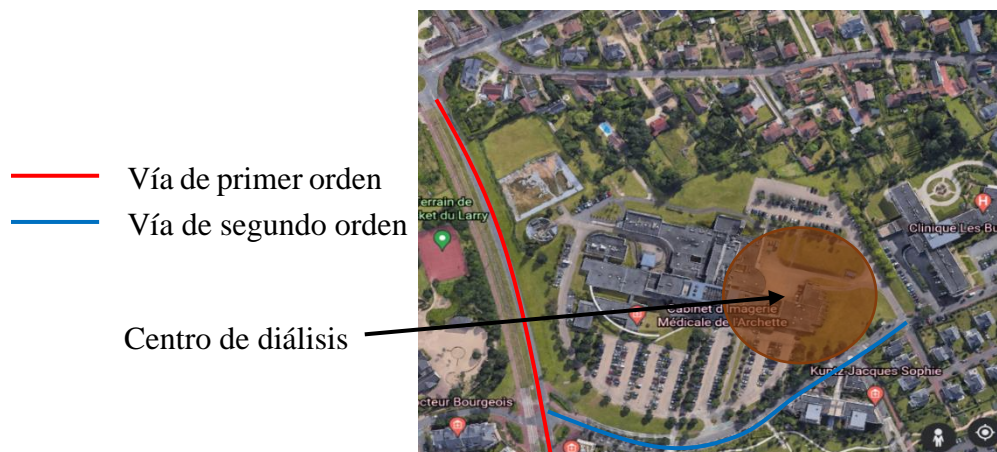 Vía de primer orden
Vía de segundo orden
Centro de diálisis
Terrain de
ket du Larry
H
Clinique Les Bu
Cabinet d'Imagerie
Médicale de l'Archette
Kuntz-Jacques Sophie
cteur Bourgeois